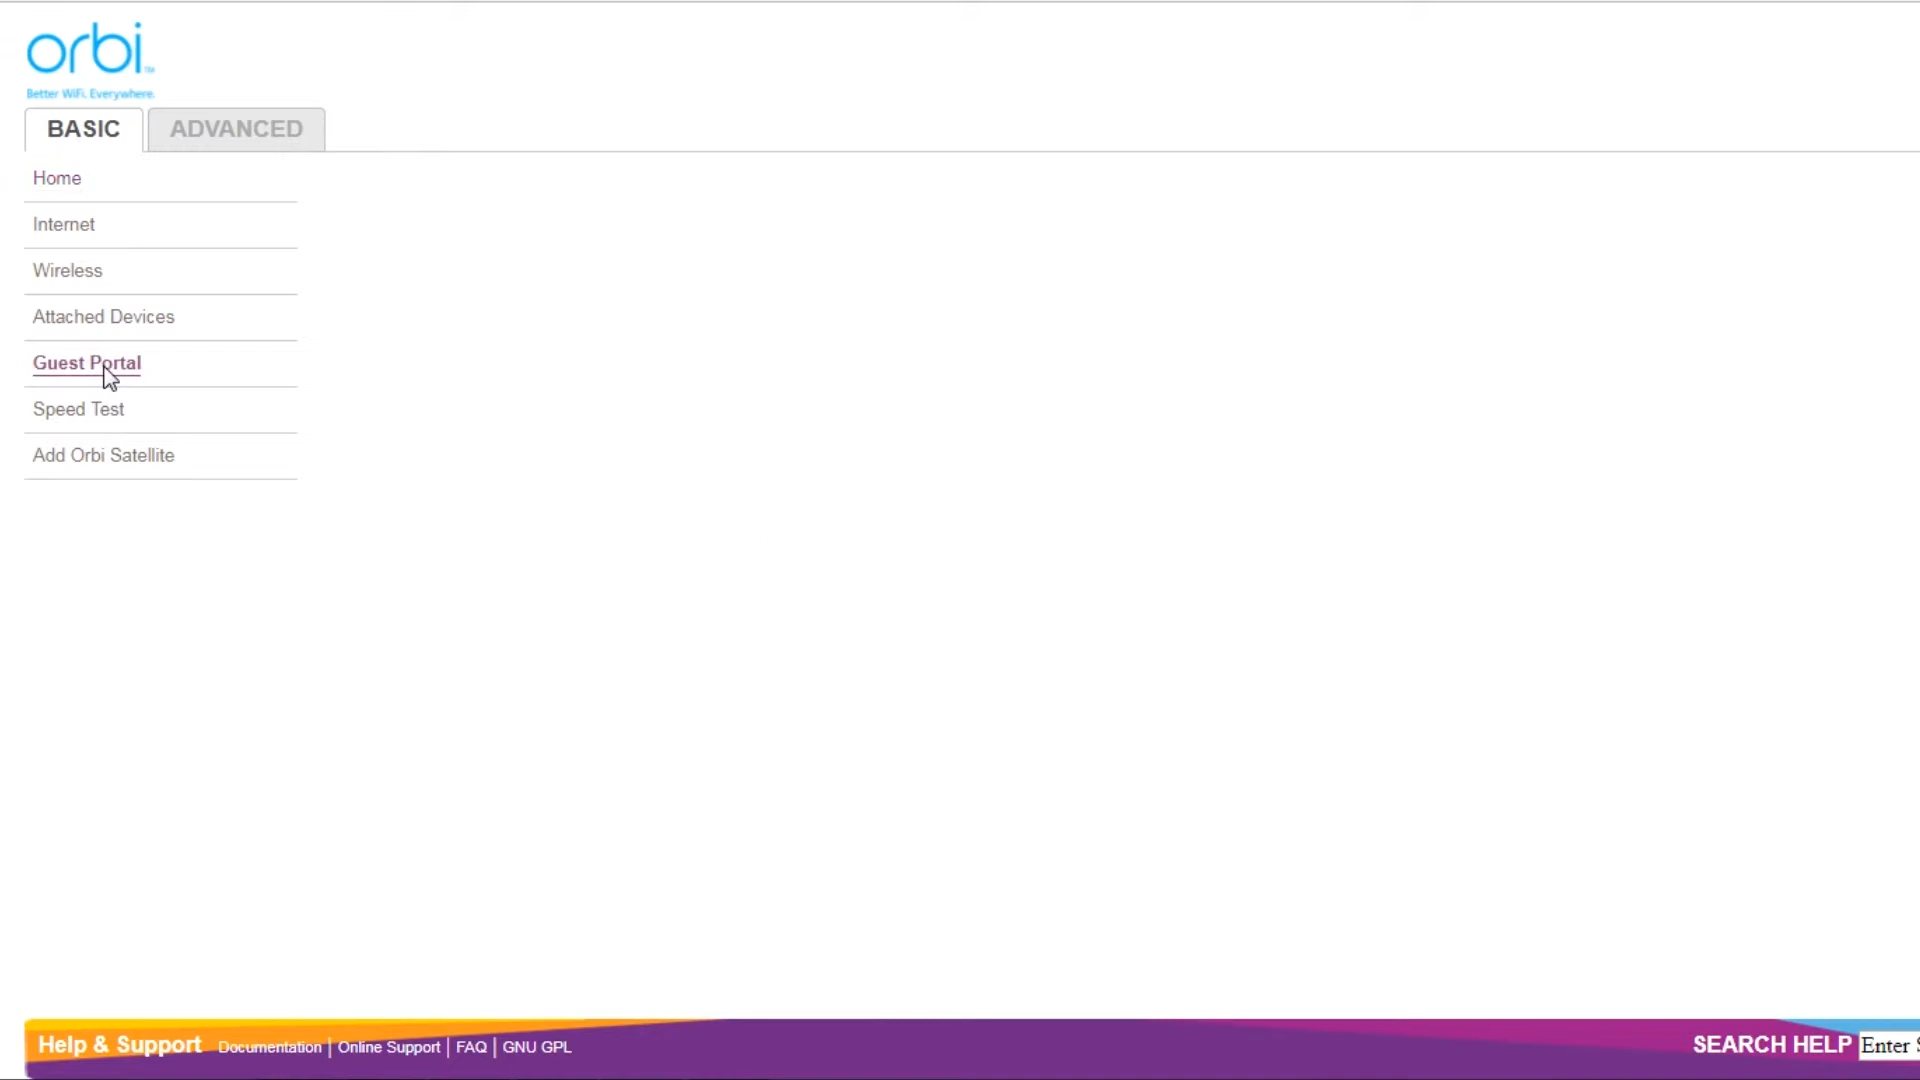 orbi™
Better WiFi. Everywhere.
BASIC ADVANCED
Home
Internet
Wireless
Attached Devices
Guest Portal
Speed Test
Add Orbi Satellite
Help & Support Documentation | Online Support | FAQ | GNU GPL SEARCH HELP Enter